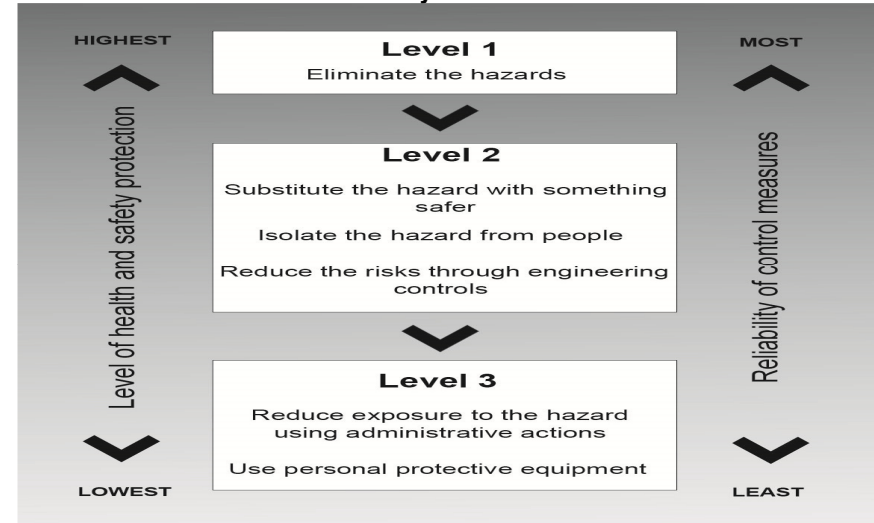 HIGHEST
MOST
Level of health and safety protection
Reliability of control measures
LOWEST
LEAST
Level 1
Eliminate the hazards
Level 2
Substitute the hazard with something
safer
Isolate the hazard from people
Reduce the risks through engineering
controls
Level 3
Reduce exposure to the hazard
using administrative actions
Use personal protective equipment